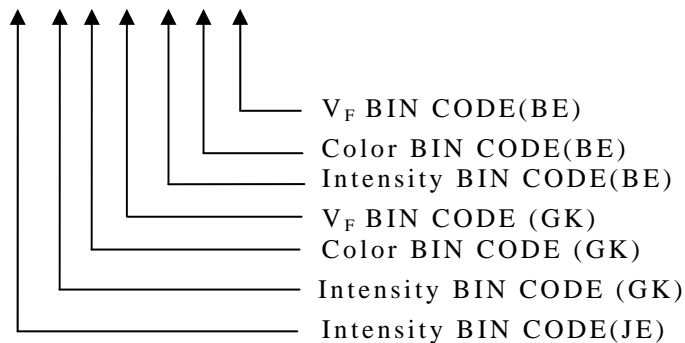 V_F BIN CODE(BE)
Color BIN CODE(BE)
Intensity BIN CODE(BE)
V_F BIN CODE (GK)
Color BIN CODE (GK)
Intensity BIN CODE (GK)
Intensity BIN CODE(JE)